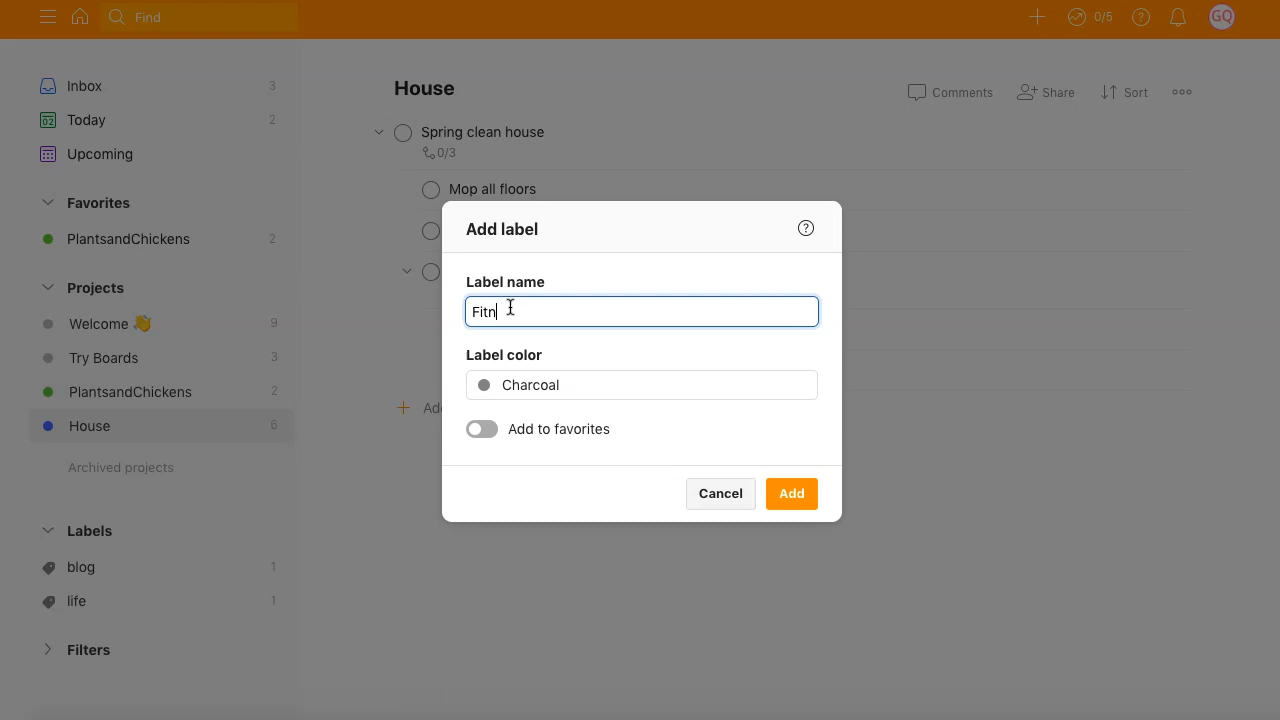 Find
0/5
GQ
Inbox 3
02 Today 2
Upcoming
Favorites
PlantsandChickens 2
Projects
Welcome 👋 9
Try Boards 3
PlantsandChickens 2
House 6
Archived projects
Labels
blog 1
life 1
Filters
House
Comments
Share
Sort
Spring clean house
0/3
Mop all floors
Add label
?
Label name
Fitn
Label color
Charcoal
Add to favorites
Cancel
Add